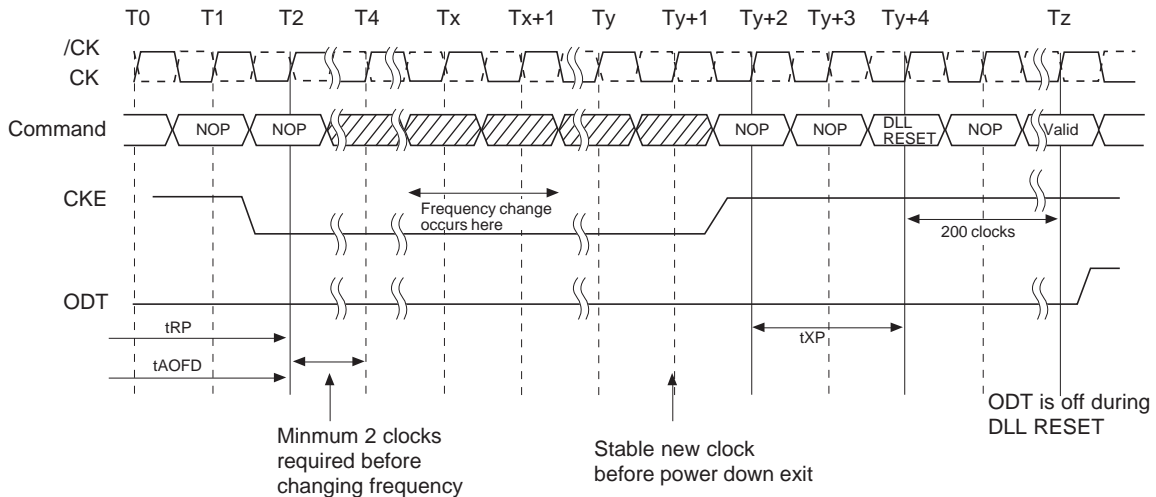 T0 T1 T2 T4 Tx Tx+1 Ty Ty+1 Ty+2 Ty+3 Ty+4 Tz
/CK
CK
Command NOP NOP NOP NOP DLL RESET NOP Valid
CKE
Frequency change
occurs here
200 clocks
ODT
tRP
tXP
tAOFD
ODT is off during
DLL RESET
Minmum 2 clocks
required before
changing frequency
Stable new clock
before power down exit